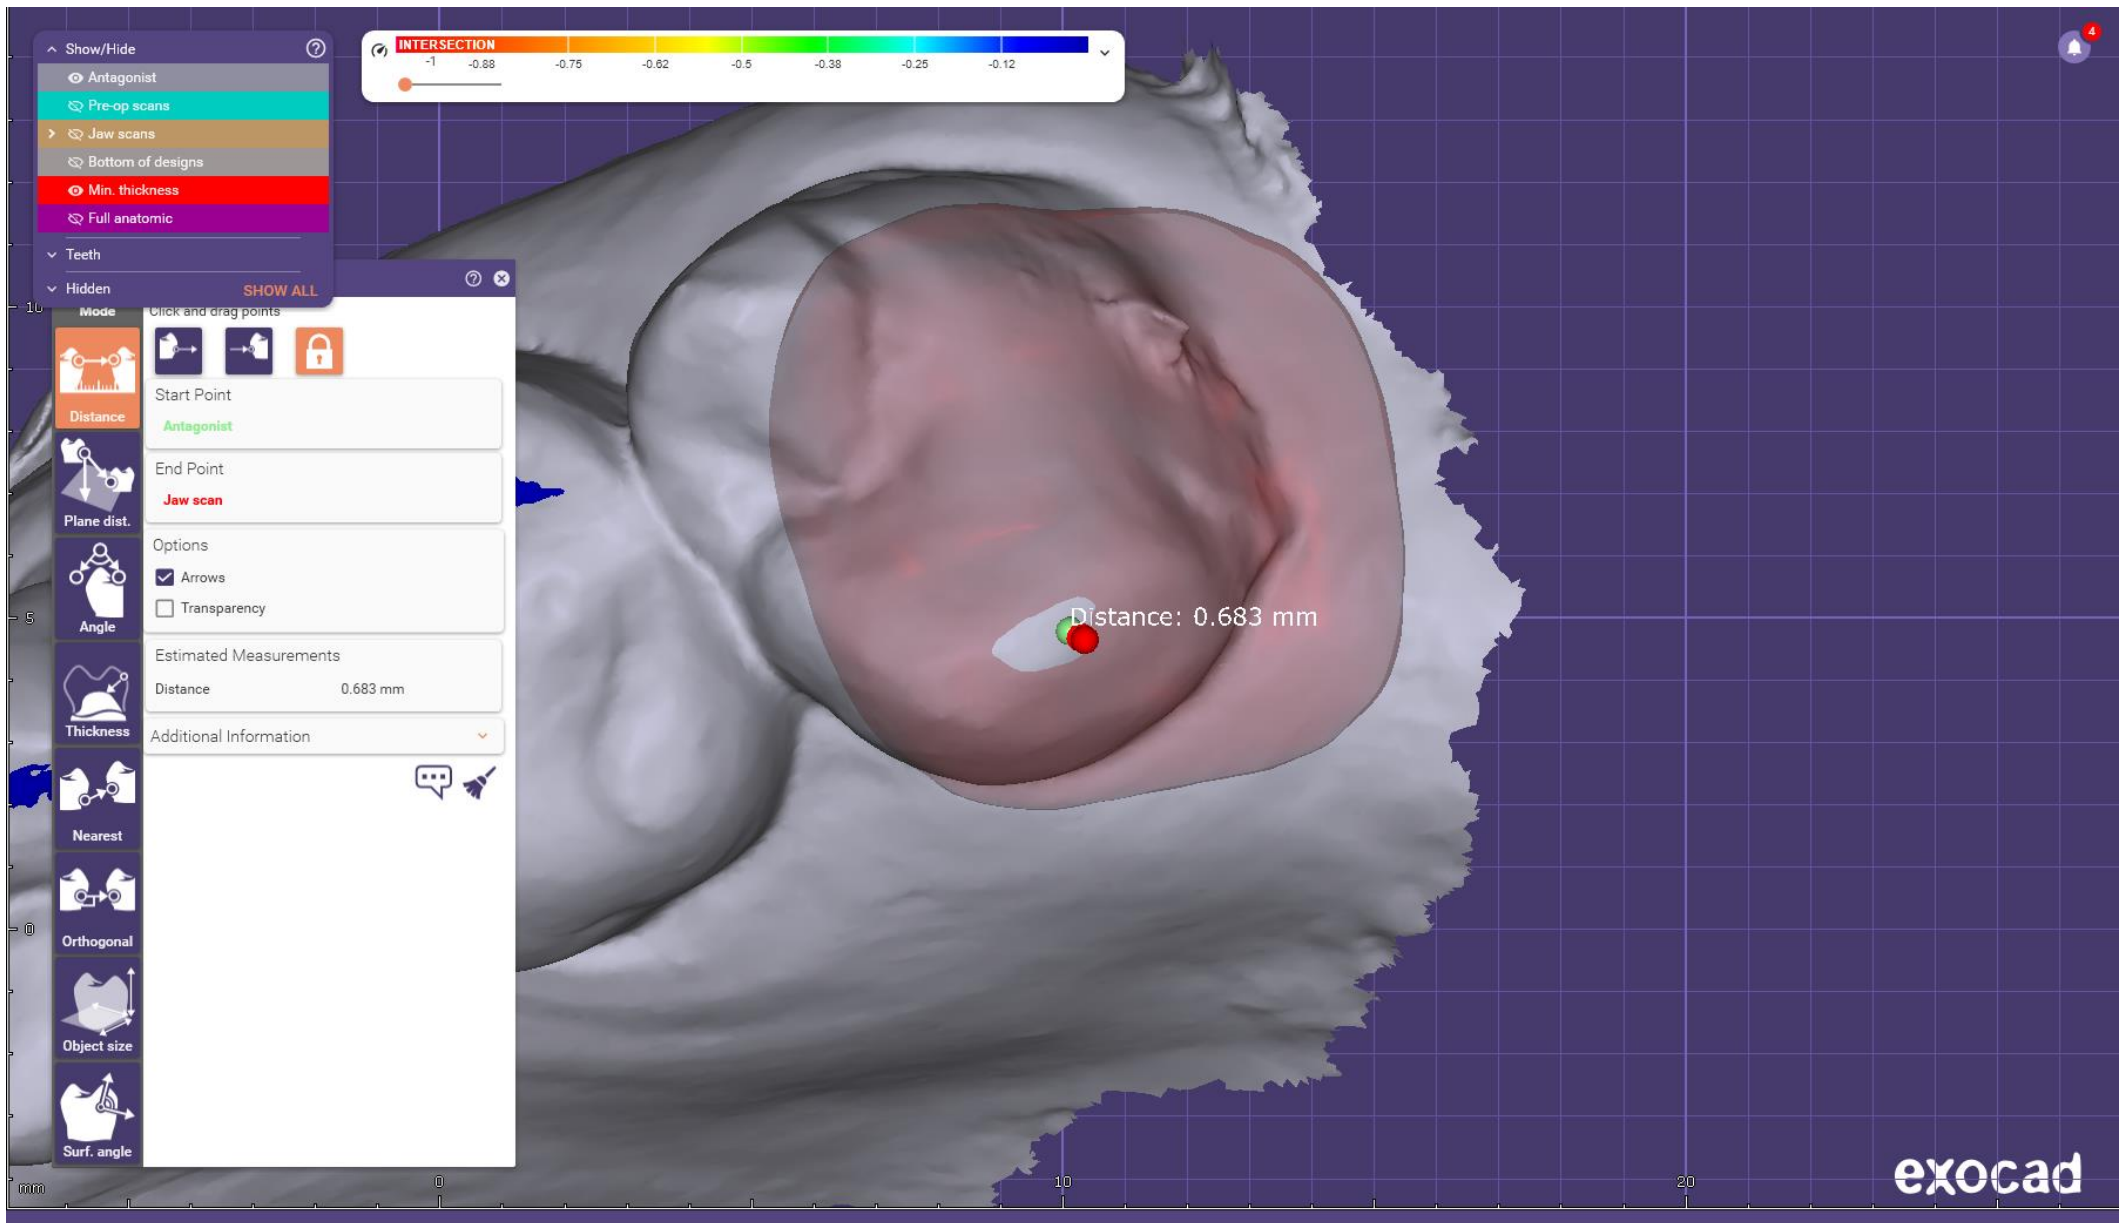 Show/Hide
Antagonist
Pre-op scans
Jaw scans
Bottom of designs
Min. thickness
Full anatomic
Teeth
Hidden
SHOW ALL
INTERSECTION
-1 -0.88 -0.75 -0.62 -0.5 -0.38 -0.25 -0.12
4
Mode
Click and drag points
Distance
Plane dist.
Angle
Thickness
Nearest
Orthogonal
Object size
Surf. angle
Start Point
Antagonist
End Point
Jaw scan
Options
Arrows
Transparency
Estimated Measurements
Distance 0.683 mm
Additional Information
Distance: 0.683 mm
10
5
0
mm
0 10 20
exocad